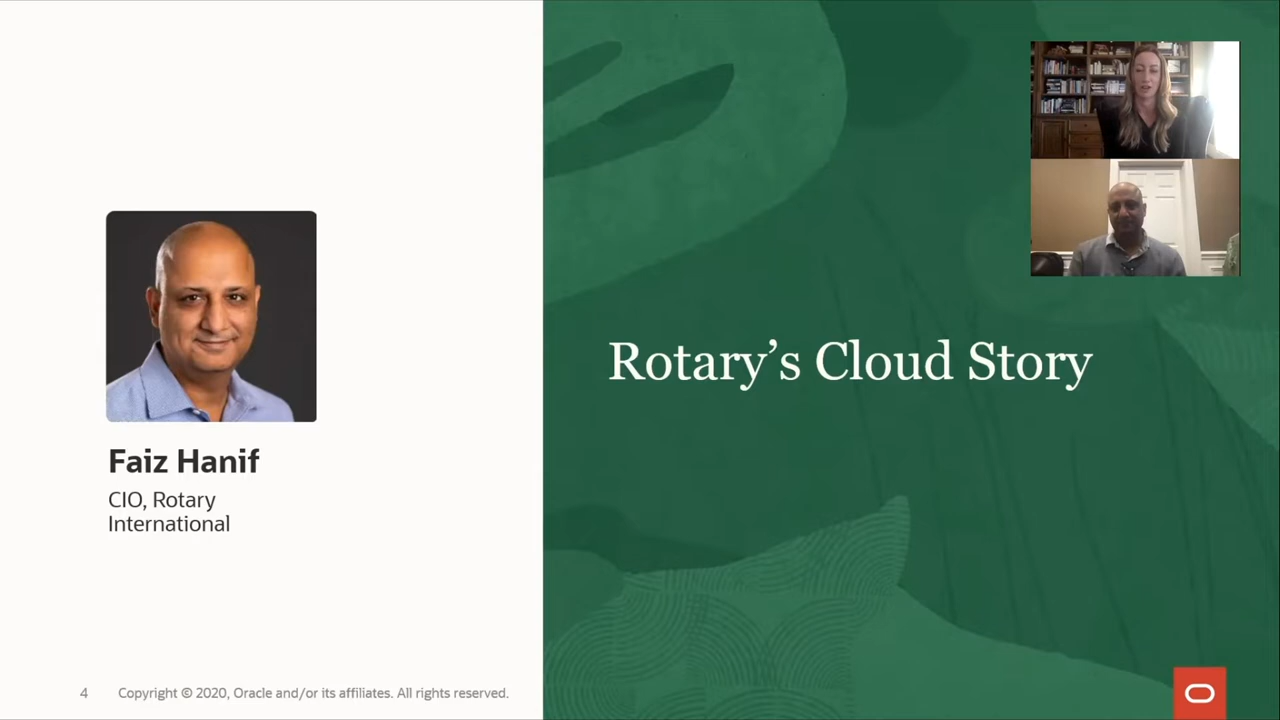 Rotary’s Cloud Story
Faiz Hanif
CIO, Rotary
International
4
Copyright © 2020, Oracle and/or its affiliates. All rights reserved.